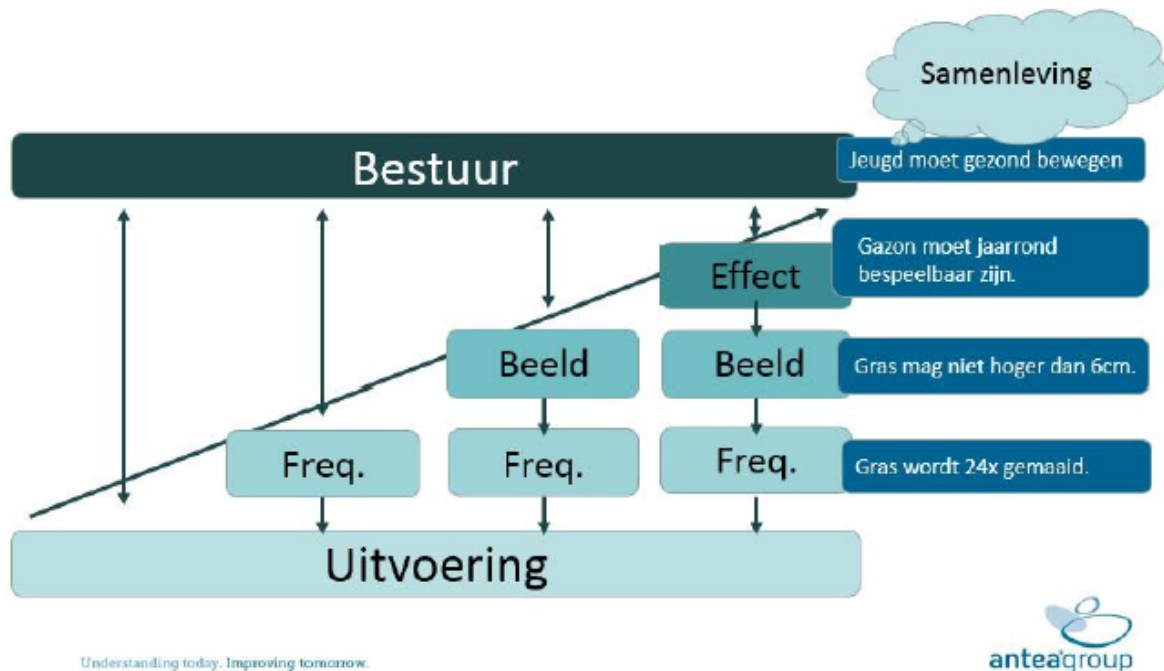 Samenleving
Bestuur
Jeugd moet gezond bewegen
Effect
Gazon moet jaarrond
bespeelbaar zijn.
Beeld
Beeld
Gras mag niet hoger dan 6cm.
Freq.
Freq.
Freq.
Gras wordt 24x gemaaid.
Uitvoering
Understanding today. Improving tomorrow.
anteagroup